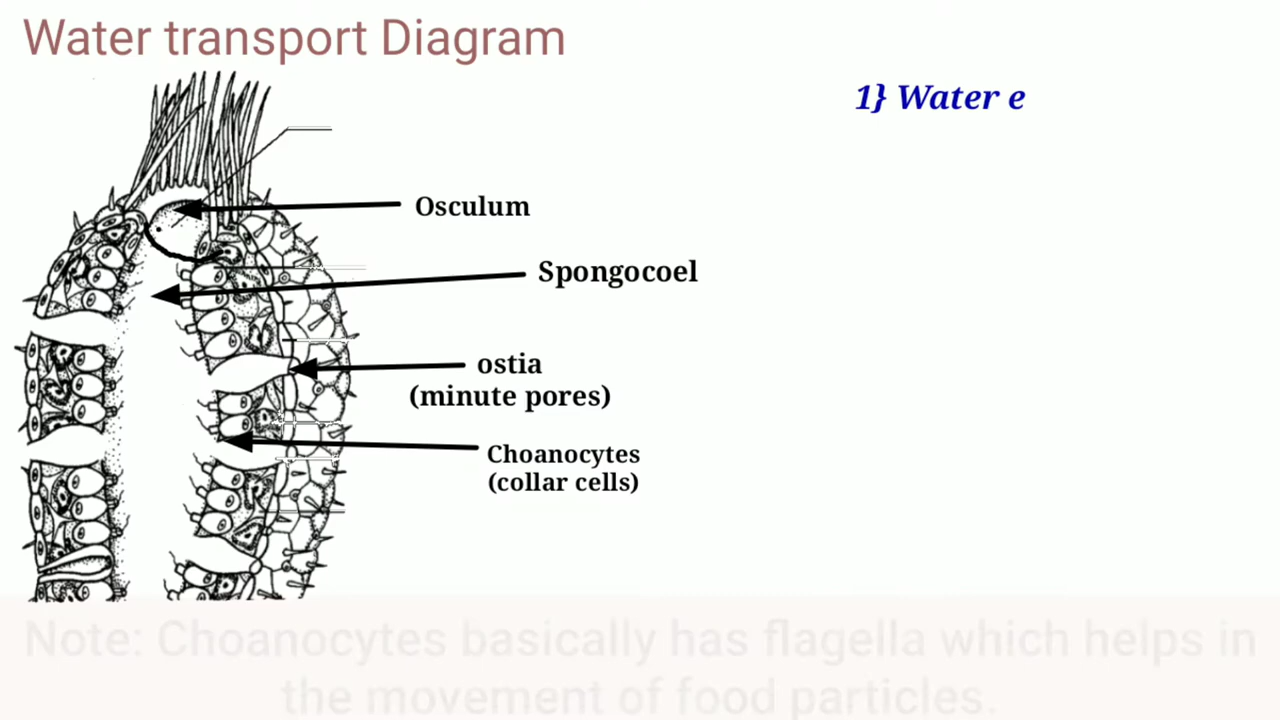 Water transport Diagram
1} Water e
Osculum
Spongocoel
ostia
(minute pores)
Choanocytes
(collar cells)
Note: Choanocytes basically has flagella which helps in
the movement of food particles.